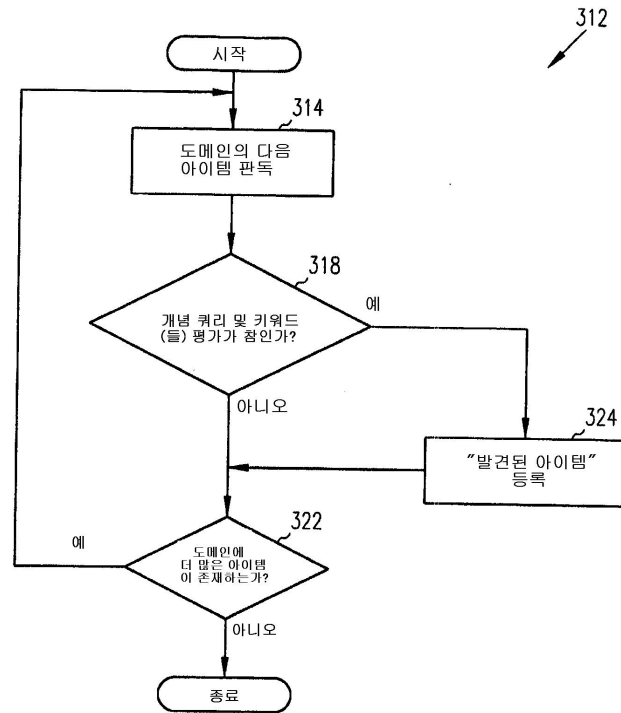 312
시작
314
도메인의 다음
아이템 판독
318
개념 쿼리 및 키워드
(들) 평가가 참인가?
예
아니오
324
"발견된 아이템"
등록
322
도메인에
더 많은 아이템
이 존재하는가?
예
아니오
종료